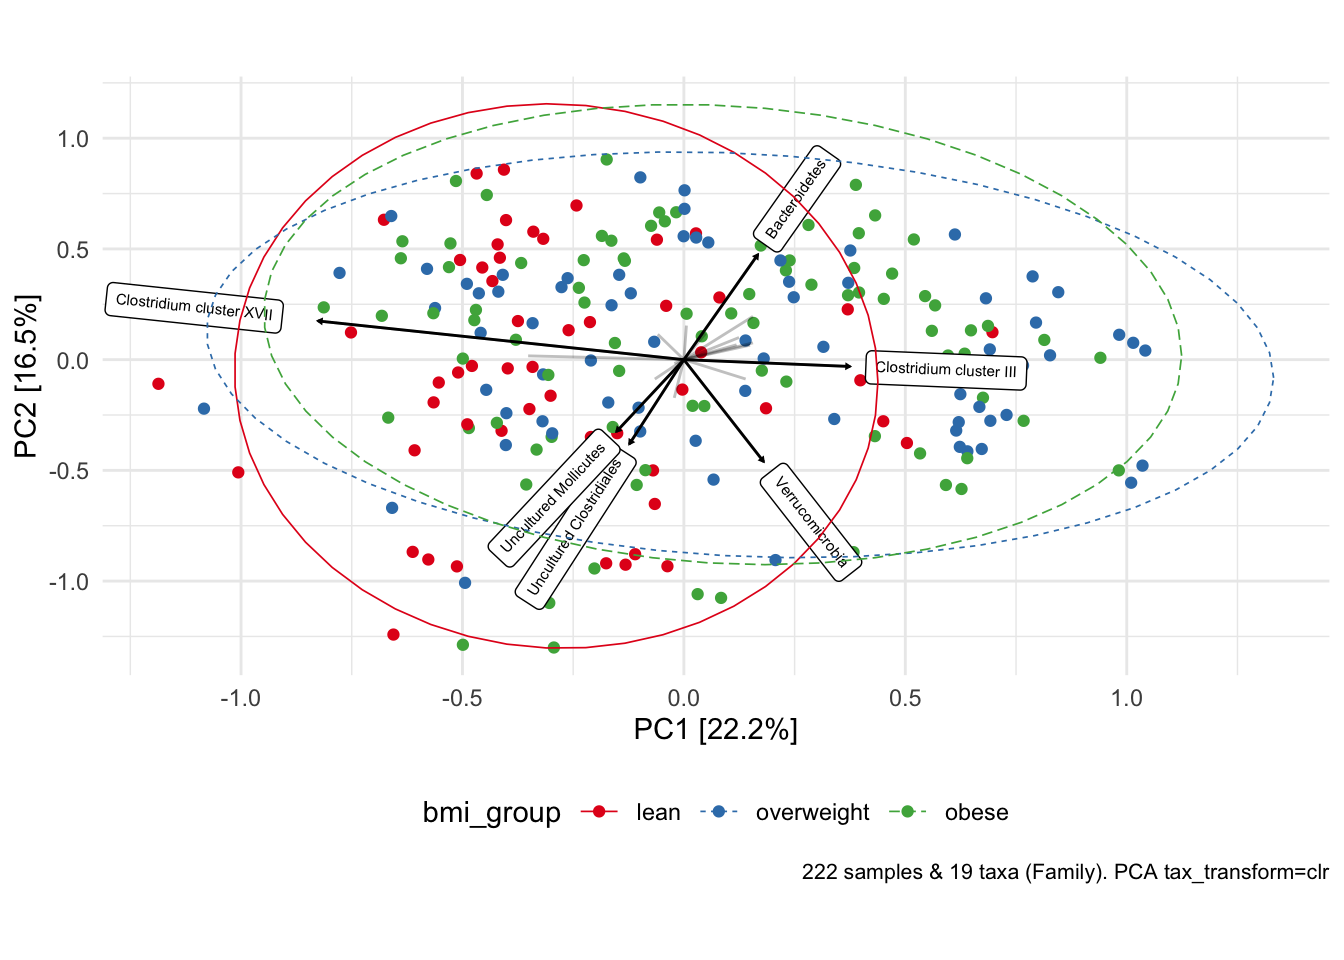 PC2 [16.5%]
1.0
0.5
0.0
-0.5
-1.0
Bacteroidetes
Clostridium cluster XVII
Clostridium cluster III
Uncultured Mollicutes
Uncultured Clostridiales
Verrucomicrobia
-1.0 -0.5 0.0 0.5 1.0
PC1 [22.2%]
bmi_group lean overweight obese
222 samples & 19 taxa (Family). PCA tax_transform=clr